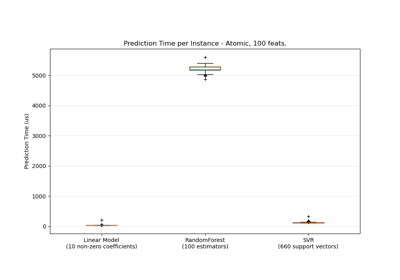 Prediction Time per Instance - Atomic, 100 feats.
Prediction Time (us)
5000
4000
3000
2000
1000
0
Linear Model
(10 non-zero coefficients)
RandomForest
(100 estimators)
SVR
(660 support vectors)